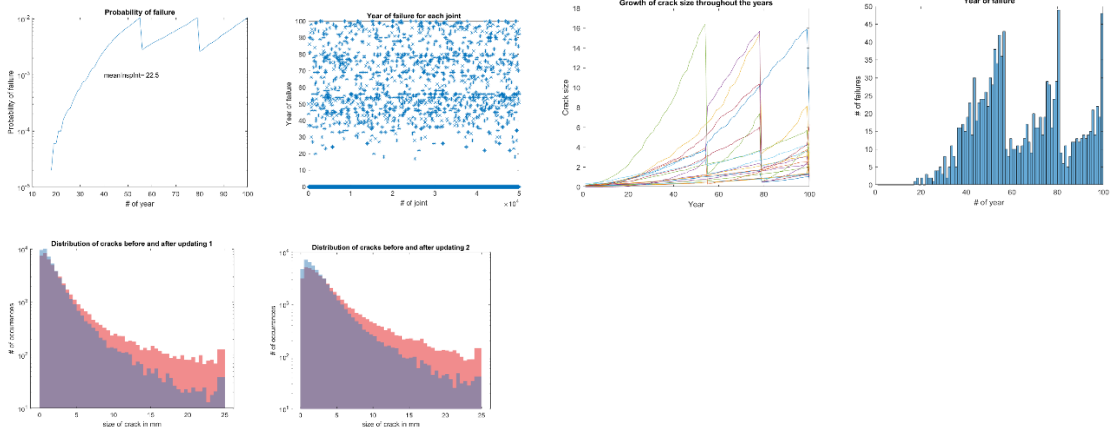 Probability of failure
Probability of failure
10^-2
10^-3
10^-4
10^-5
meaninspInt= 22.5
10 20 30 40 50 60 70 80 90 100
# of year
Year of failure for each joint
Year of failure
100
90
80
70
60
50
40
30
20
10
0
0 1 2 3 4 5
# of joint
×10^4
Growth of crack size throughout the years
Crack size
18
16
14
12
10
8
6
4
2
0
0 20 40 60 80 100
Year
Year of failure
# of failures
50
45
40
35
30
25
20
15
10
5
0
0 20 40 60 80 100
# of year
Distribution of cracks before and after updating 1
# of occurrences
10^4
10^3
10^2
10^1
0 5 10 15 20 25
size of crack in mm
Distribution of cracks before and after updating 2
# of occurrences
10^4
10^3
10^2
10^1
0 5 10 15 20 25
size of crack in mm